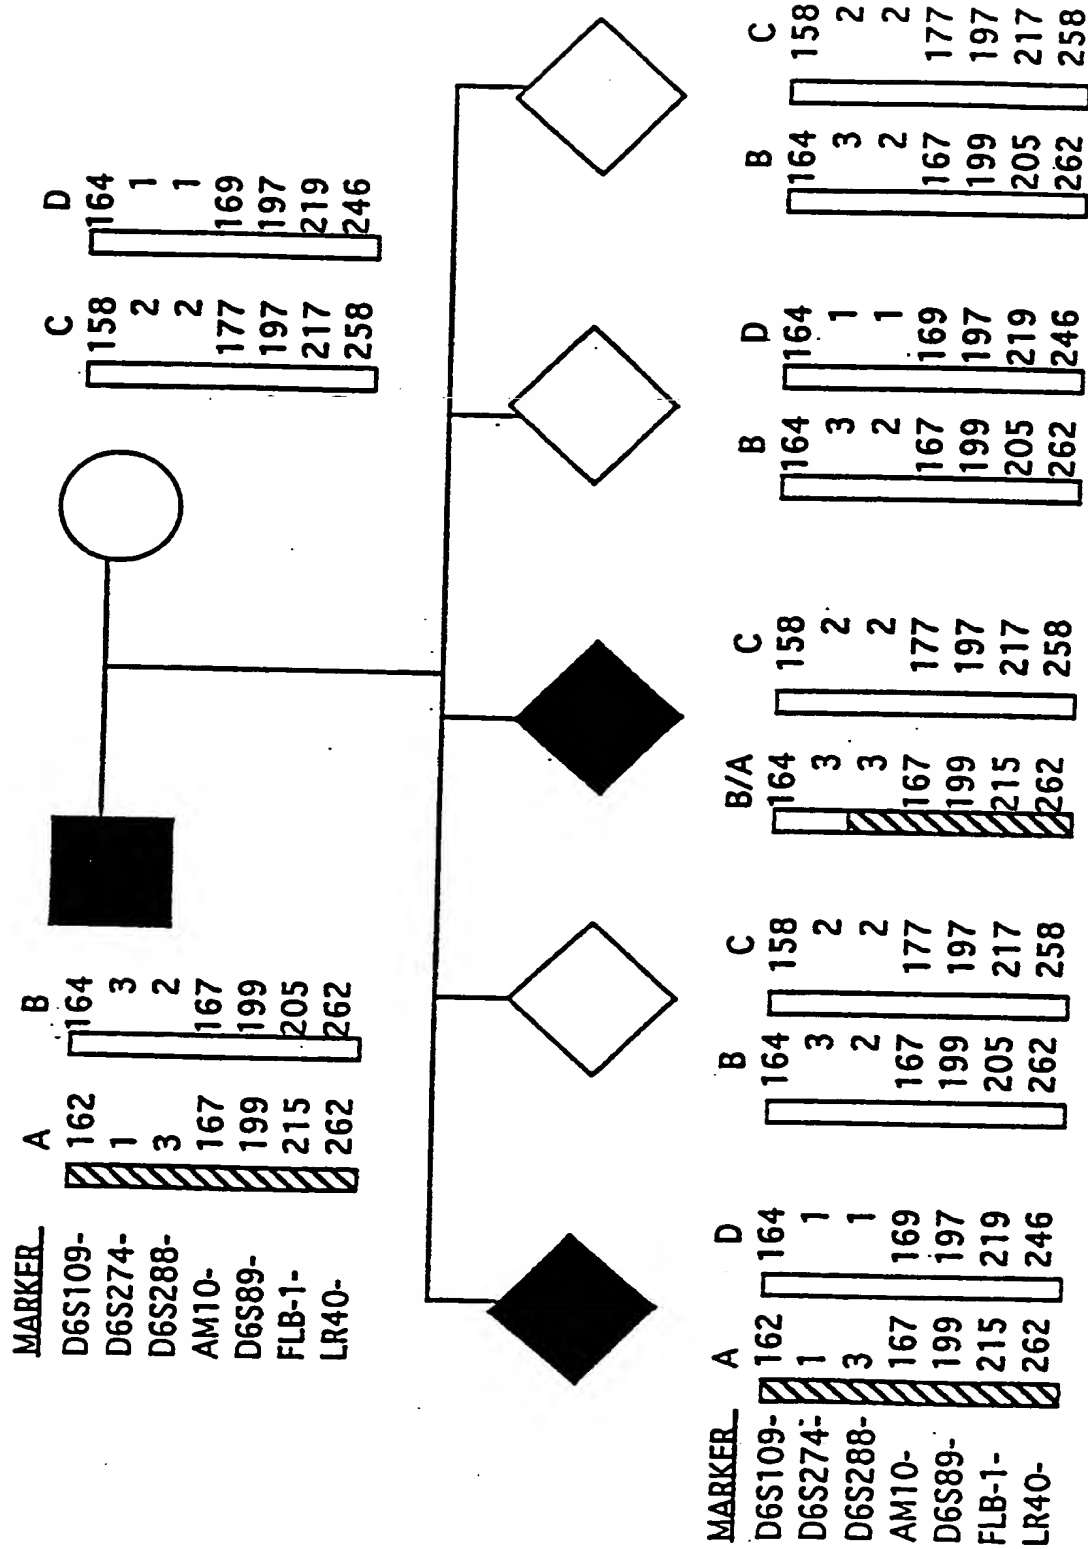 MARKER A B C D
D6S109- 162 164 158 164
D6S274- 1 3 2 1
D6S288- 3 2 2 1
AM10- 167 167 177 169
D6S89- 199 199 197 197
FLB-1- 215 205 217 219
LR40- 262 262 258 246
MARKER A D B C B/A C B D B C
D6S109- 162 164 164 158 164 158 164 164 164 158
D6S274- 1 1 3 2 3 2 3 1 3 2
D6S288- 3 1 2 2 3 2 2 1 2 2
AM10- 167 169 167 177 167 177 167 169 167 177
D6S89- 199 197 199 197 199 197 199 197 199 197
FLB-1- 215 219 205 217 215 217 205 219 205 217
LR40- 262 246 262 258 262 258 262 246 262 258